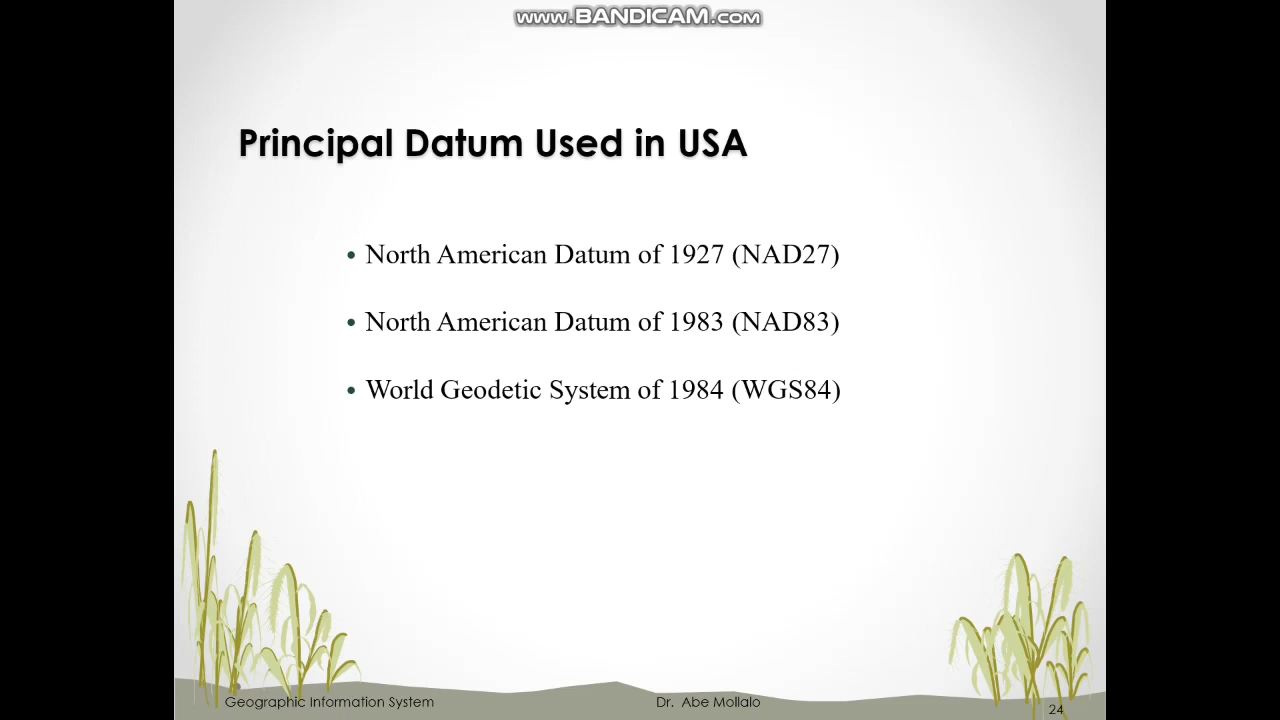 www.BANDICAM.com
Principal Datum Used in USA
• North American Datum of 1927 (NAD27)
• North American Datum of 1983 (NAD83)
• World Geodetic System of 1984 (WGS84)
Geographic Information System
Dr. Abe Mollalo
24